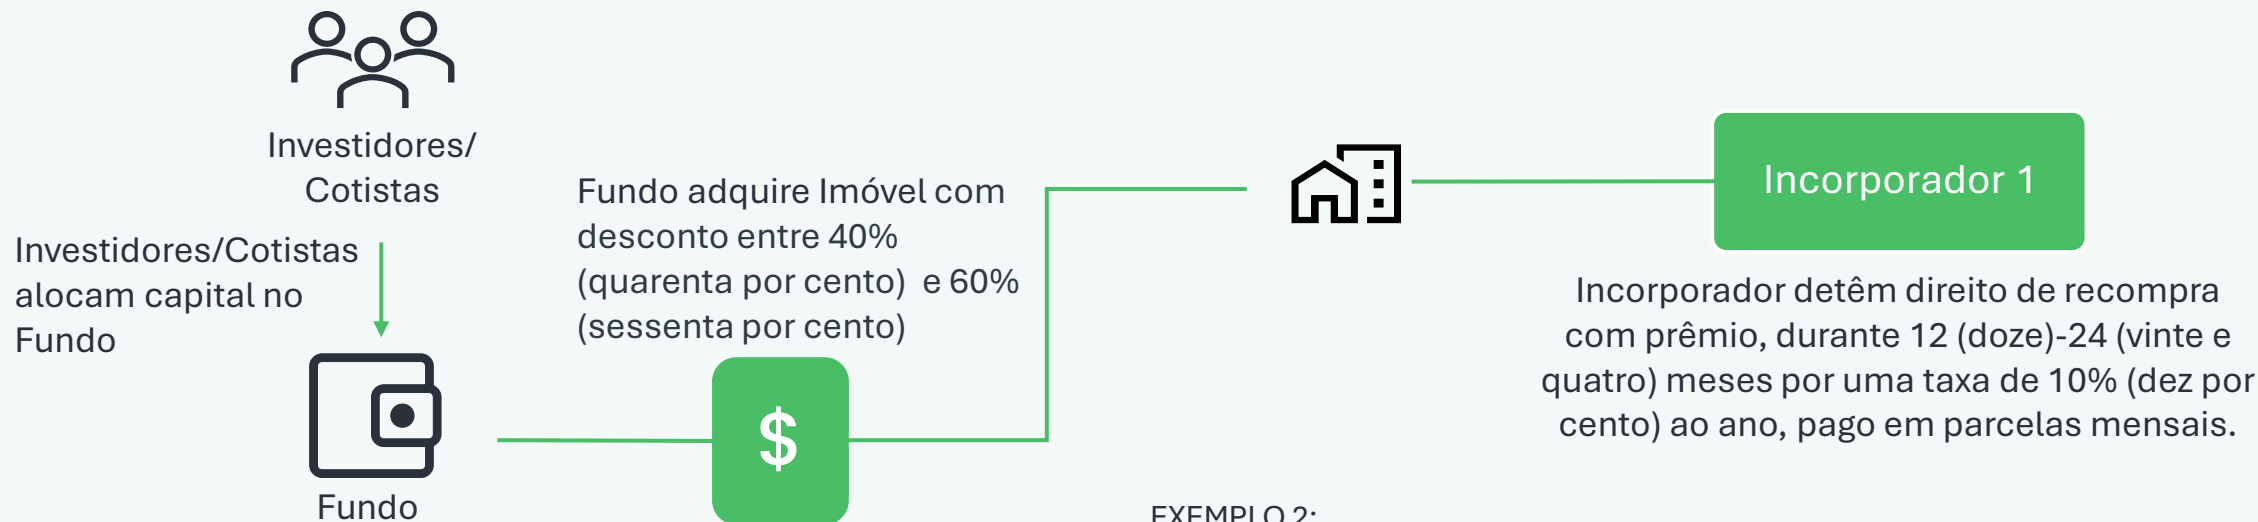 Investidores/
Cotistas
Investidores/Cotistas
alocam capital no
Fundo
Fundo
Fundo adquire Imóvel com
desconto entre 40%
(quarenta por cento) e 60%
(sessenta por cento)
$
Incorporador 1
Incorporador detêm direito de recompra
com prêmio, durante 12 (doze)-24 (vinte e
quatro) meses por uma taxa de 10% (dez por
cento) ao ano, pago em parcelas mensais.
EXEMPLO 2: